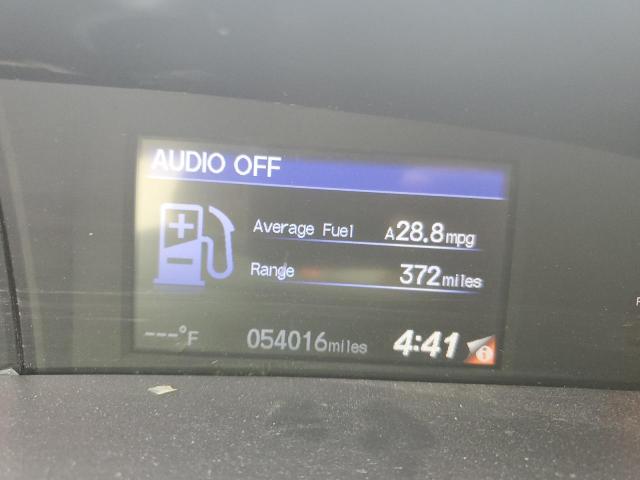 AUDIO OFF
Average Fuel A28.8mpg
Range 372miles
---°F 054016miles 4:41 i